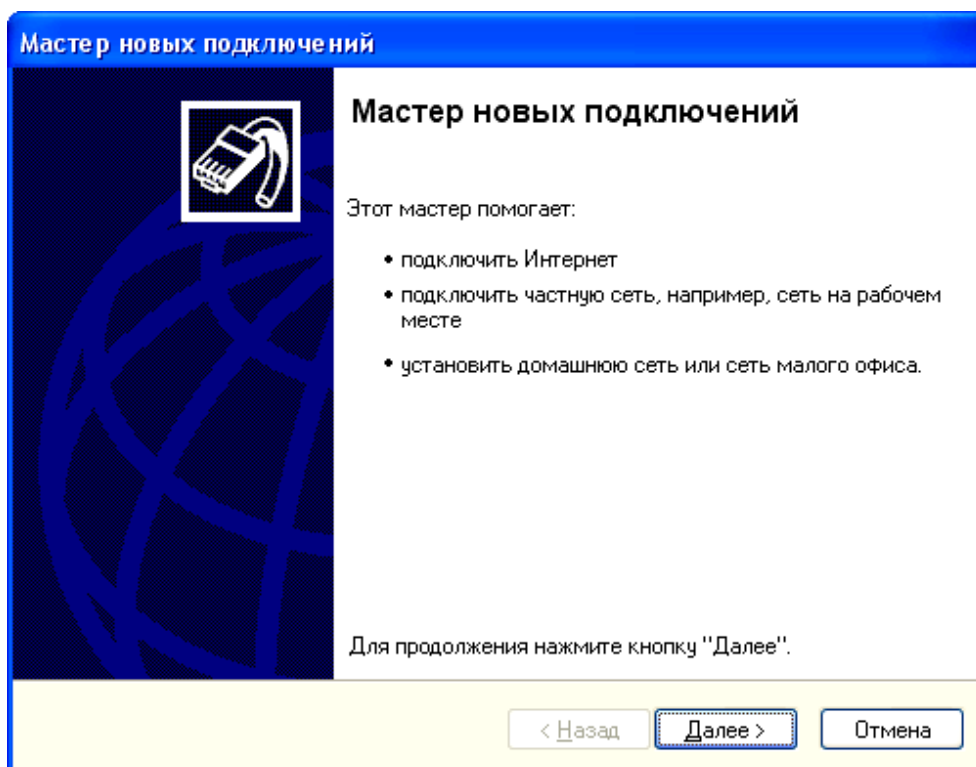 Мастер новых подключений
Мастер новых подключений
Этот мастер помогает:
• подключить Интернет
• подключить частную сеть, например, сеть на рабочем
месте
• установить домашнюю сеть или сеть малого офиса.
Для продолжения нажмите кнопку "Далее".
< Назад Далее > Отмена